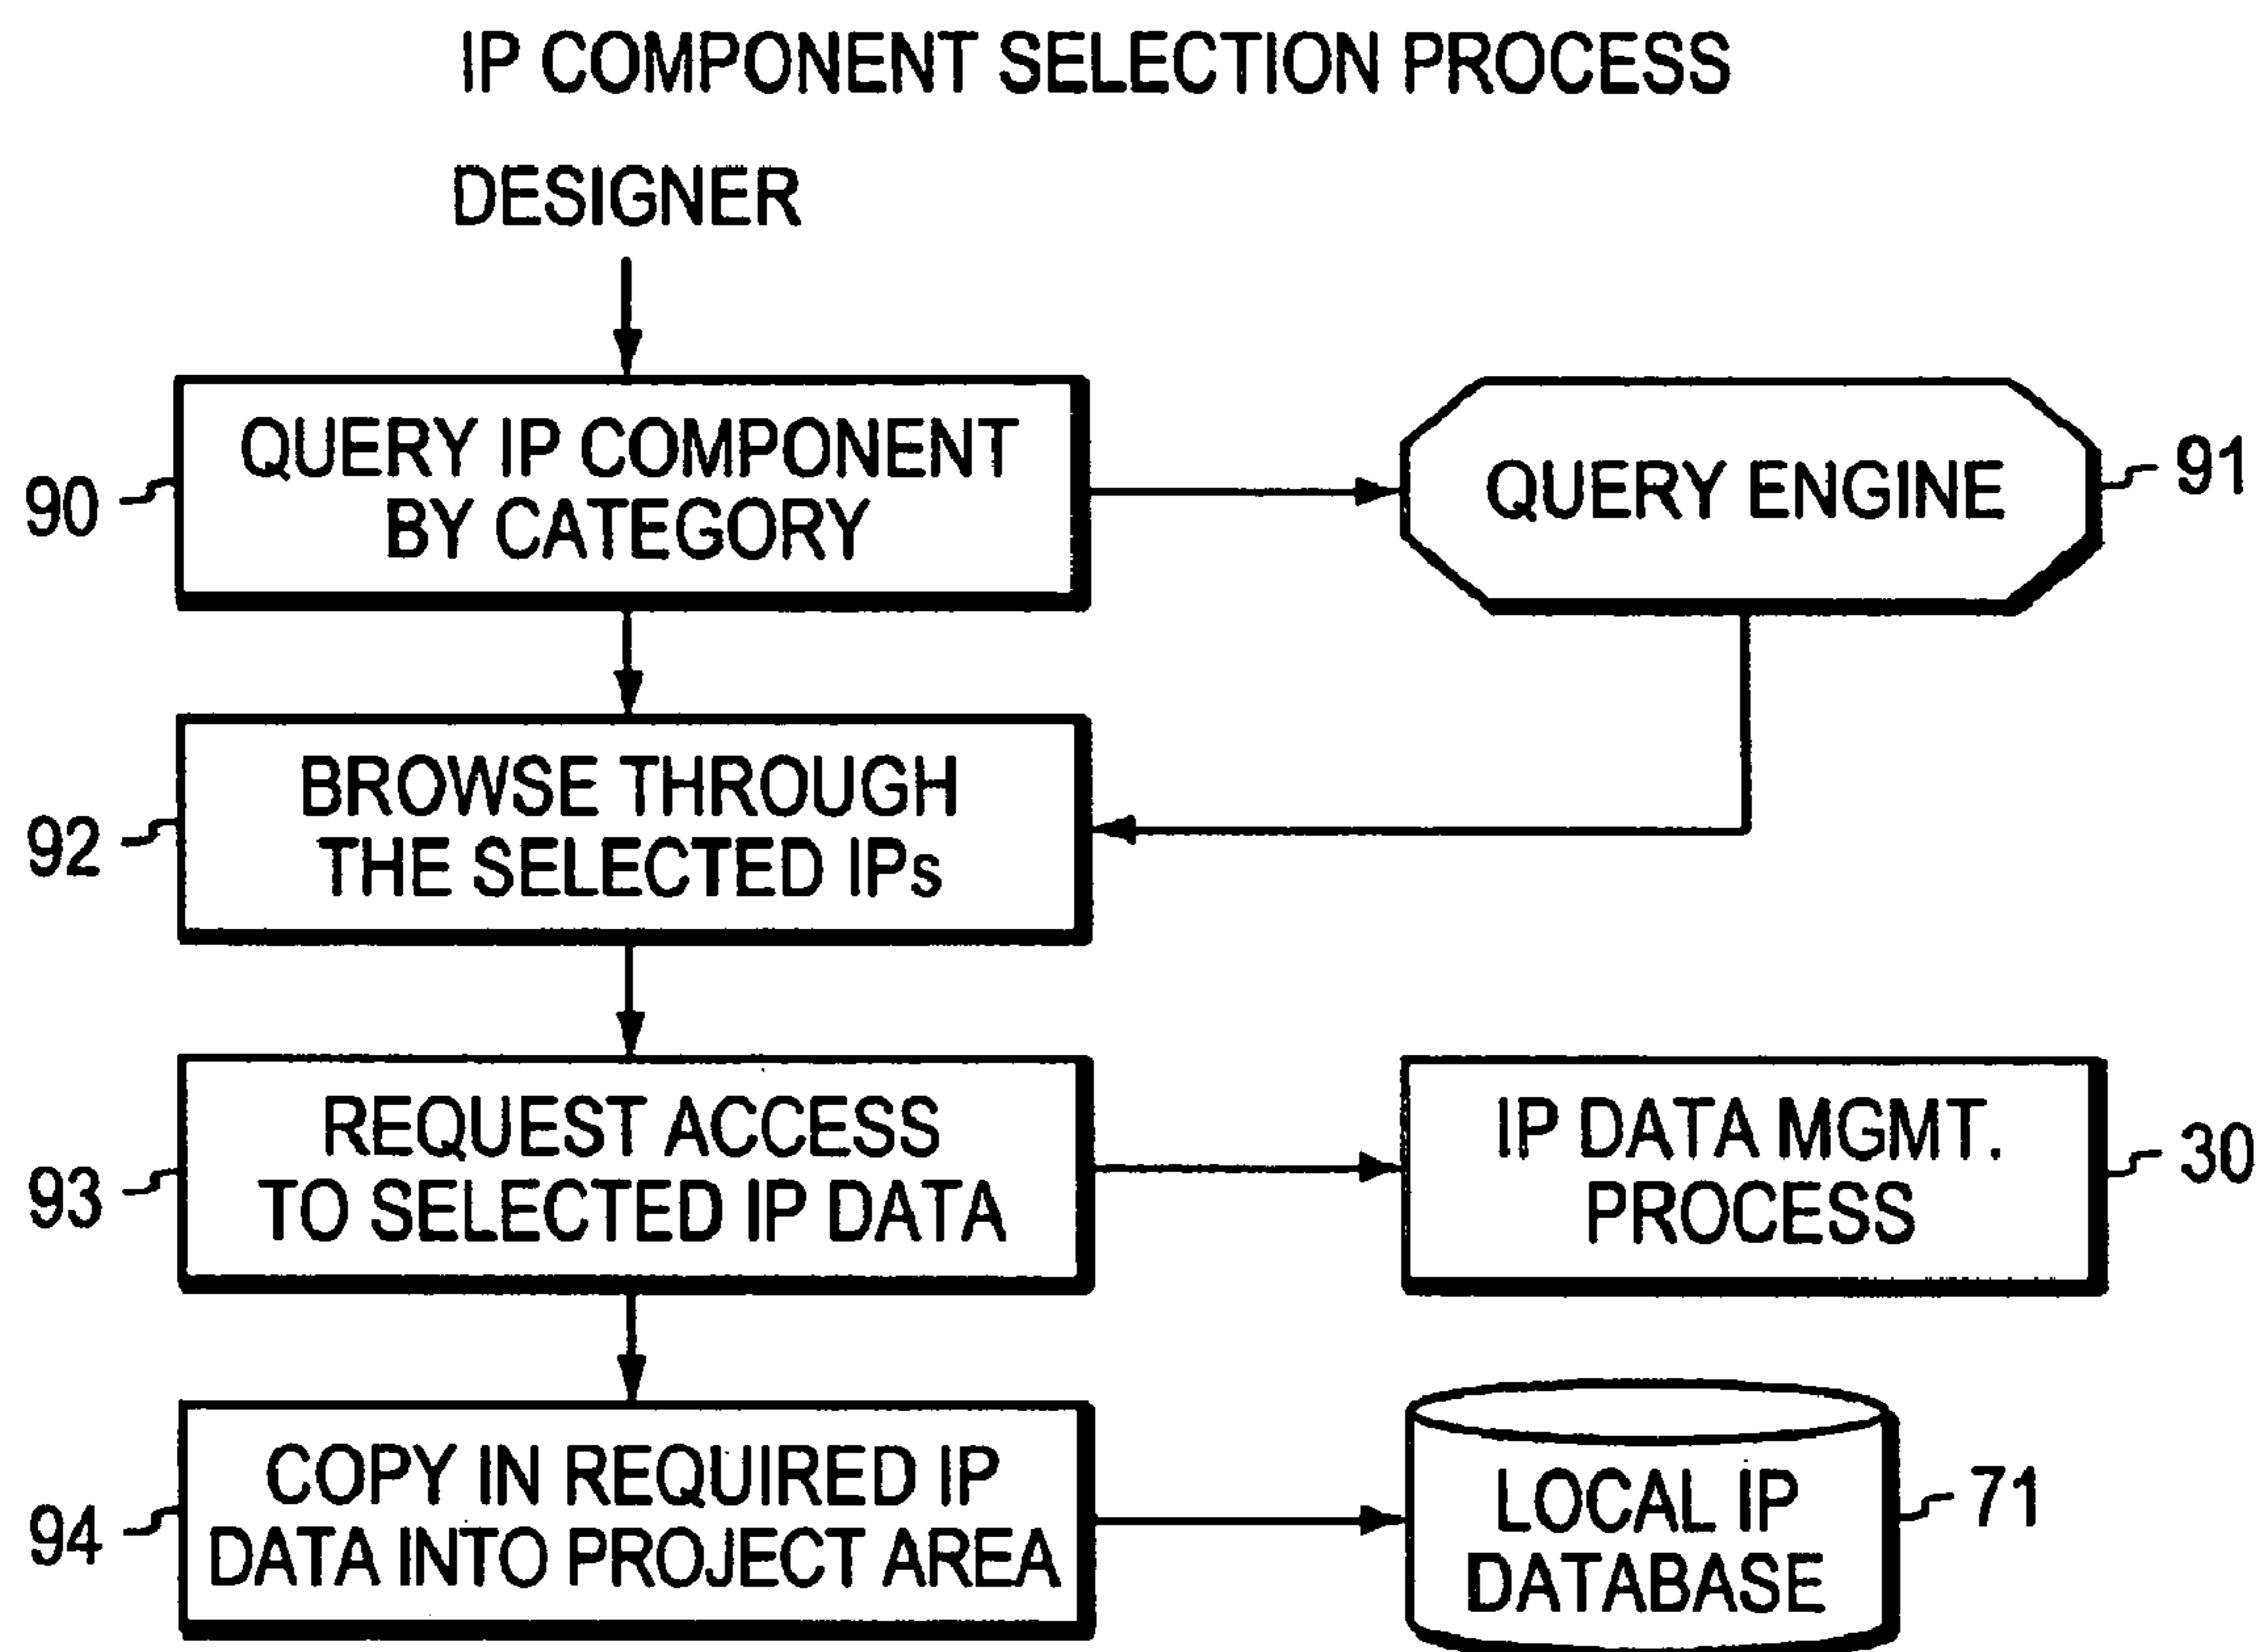 IP COMPONENT SELECTION PROCESS
DESIGNER
QUERY IP COMPONENT
BY CATEGORY
90
QUERY ENGINE
91
BROWSE THROUGH
THE SELECTED IPs
92
REQUEST ACCESS
TO SELECTED IP DATA
93
IP DATA MGMT.
PROCESS
30
COPY IN REQUIRED IP
DATA INTO PROJECT AREA
94
LOCAL IP
DATABASE
71